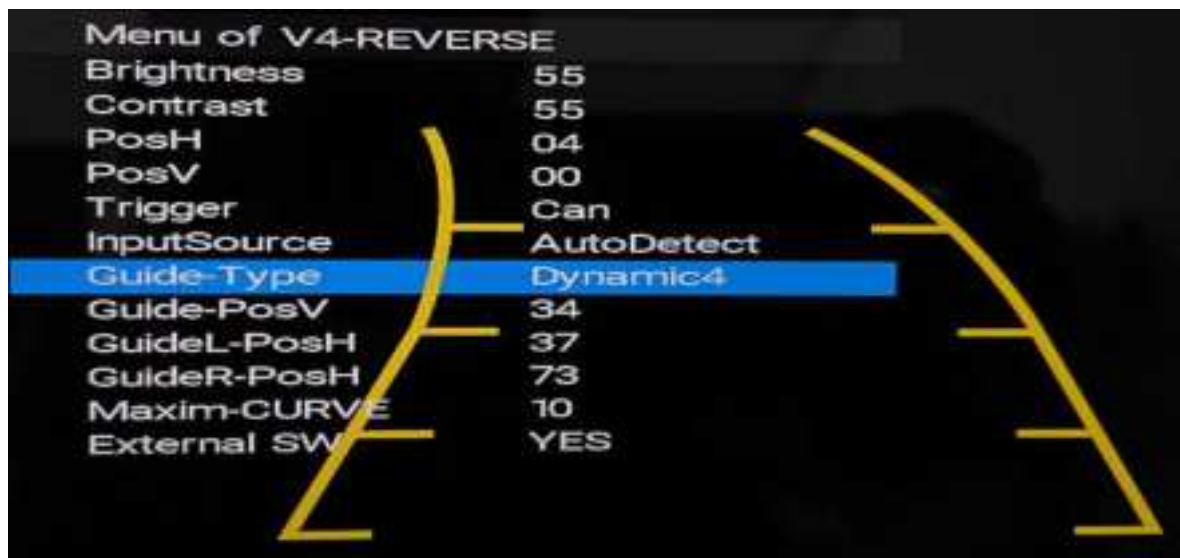 Menu of V4-REVERSE
Brightness 55
Contrast 55
PosH 04
PosV 00
Trigger Can
InputSource AutoDetect
Guide-Type Dynamic4
Guide-PosV 34
GuideL-PosH 37
GuideR-PosH 73
Maxim-CURVE 10
External SW YES